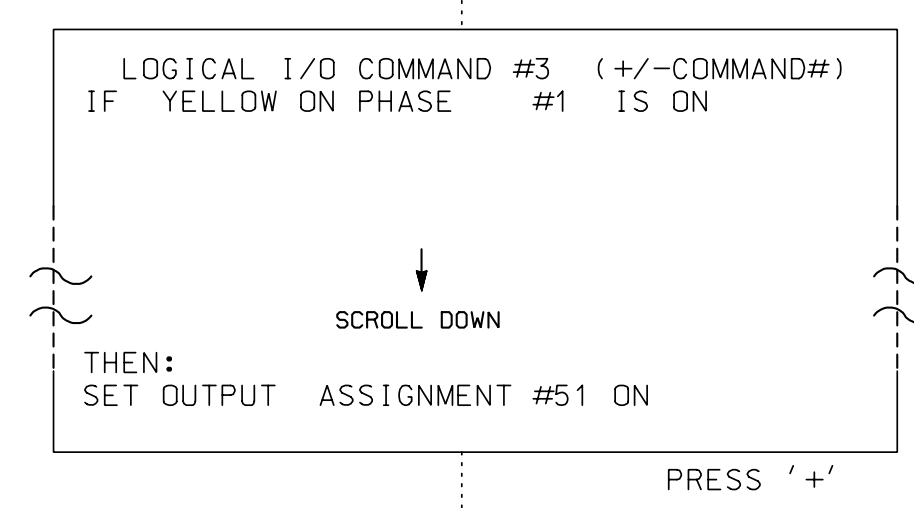 LOGICAL I/O COMMAND #3 (+/-COMMAND#)
IF YELLOW ON PHASE #1 IS ON
SCROLL DOWN
THEN:
SET OUTPUT ASSIGNMENT #51 ON
PRESS '+'